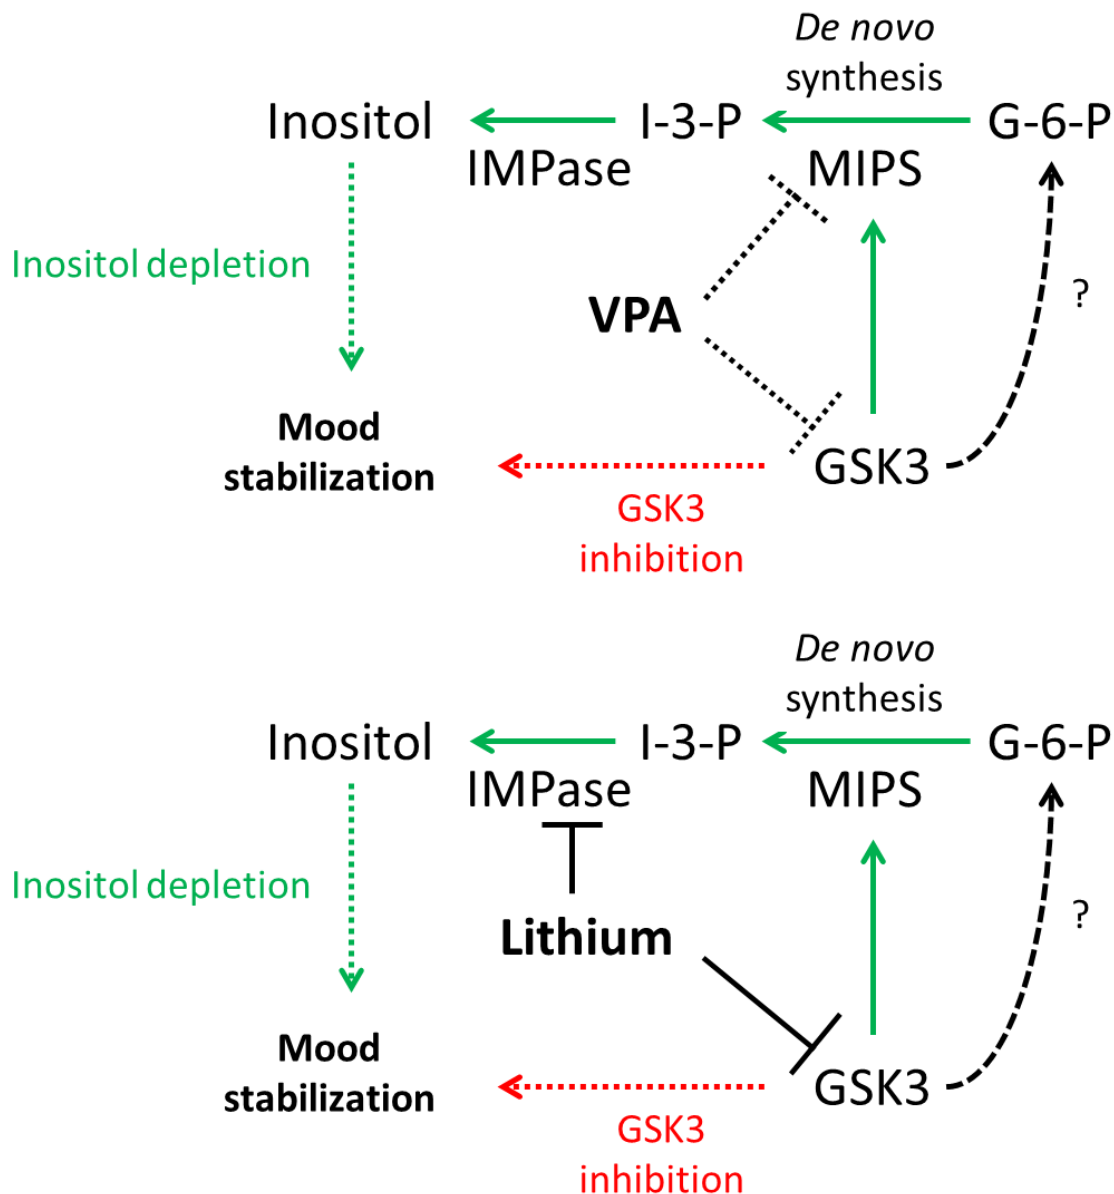 De novo
synthesis
Inositol
I-3-P
G-6-P
IMPase
MIPS
Inositol depletion
VPA
?
Mood
stabilization
GSK3
GSK3
inhibition
De novo
synthesis
Inositol
I-3-P
G-6-P
IMPase
MIPS
Inositol depletion
?
Lithium
Mood
stabilization
GSK3
GSK3
inhibition